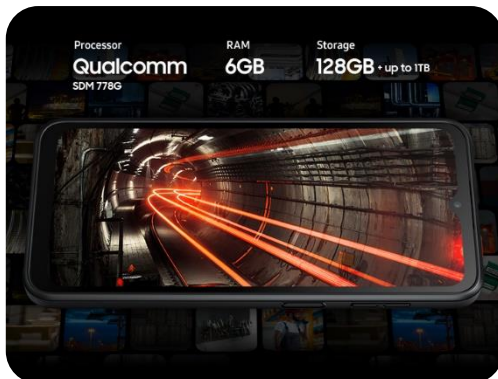 Processor
Qualcomm
SDM 778G
RAM
6GB
Storage
128GB + up to 1TB